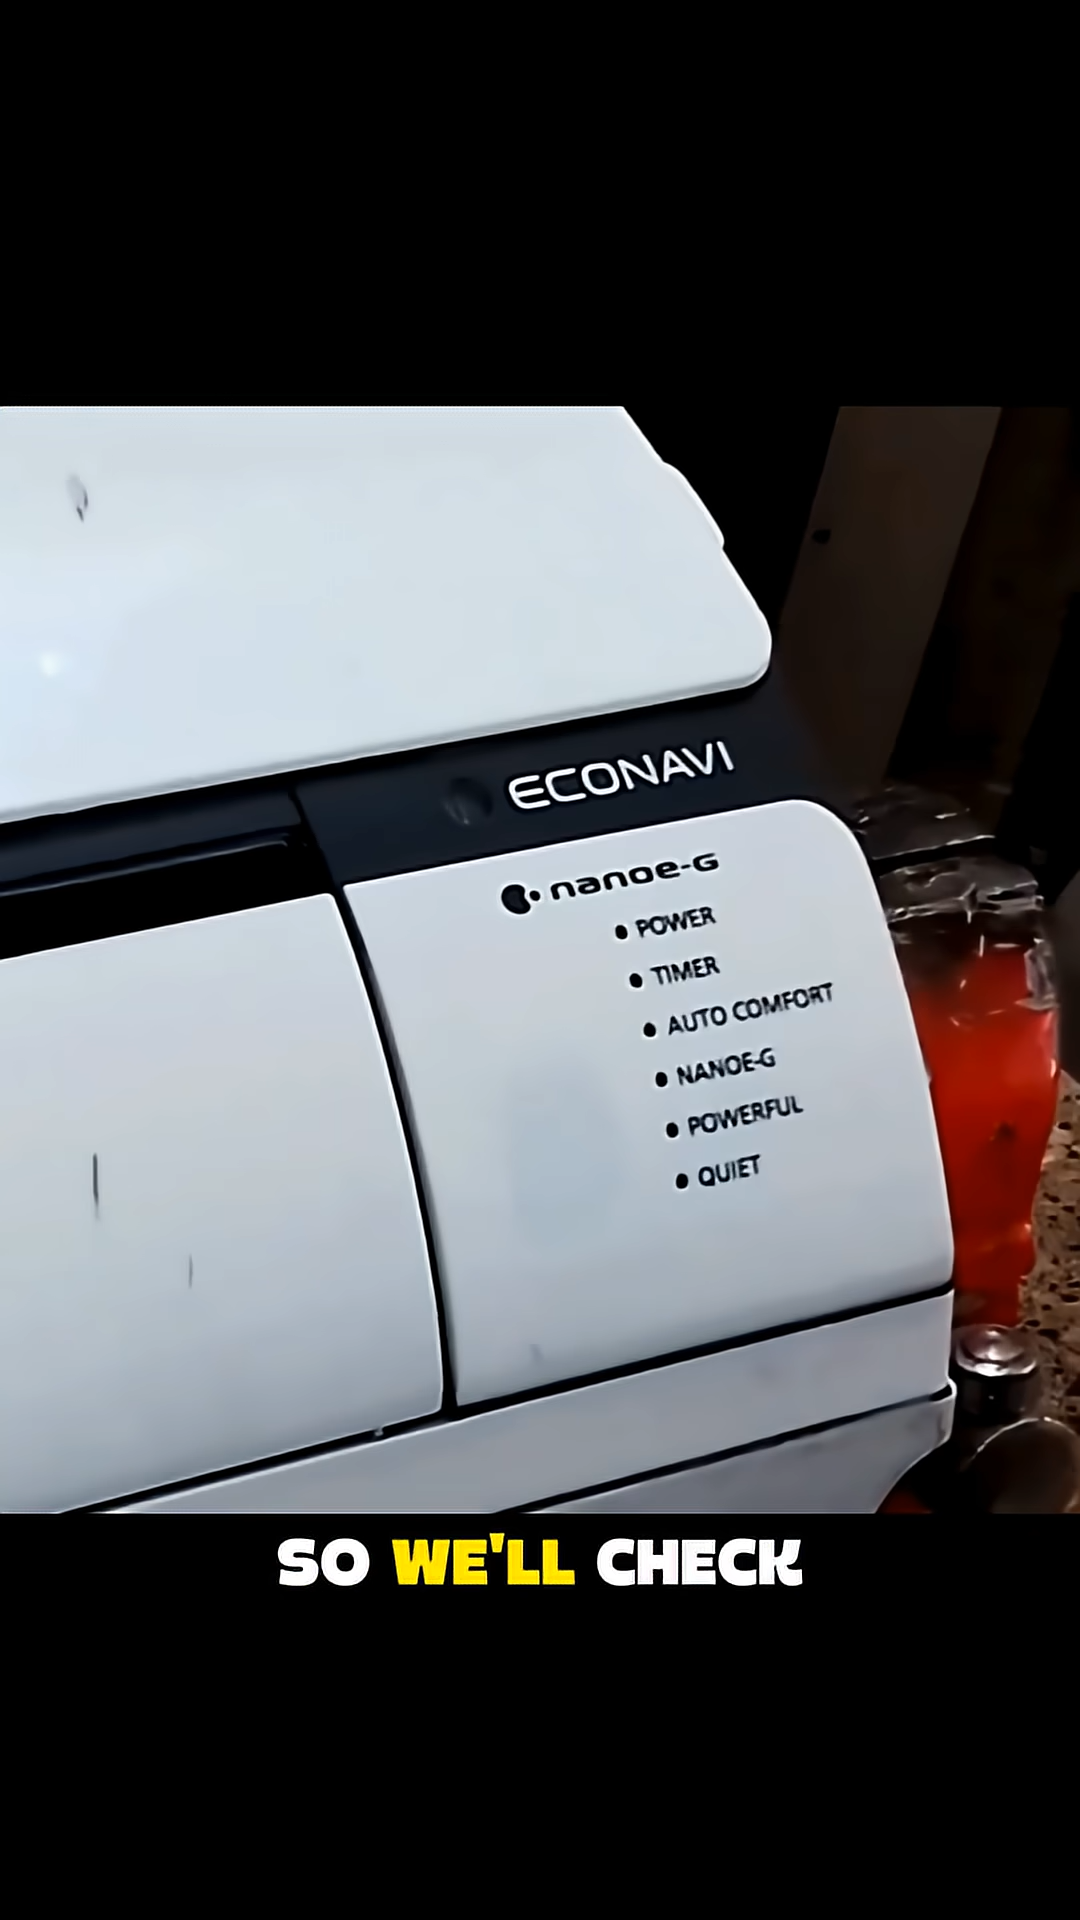 ECONAVI
nanoe-G
POWER
TIMER
AUTO COMFORT
NANOE-G
POWERFUL
QUIET
SO WE'LL CHECK